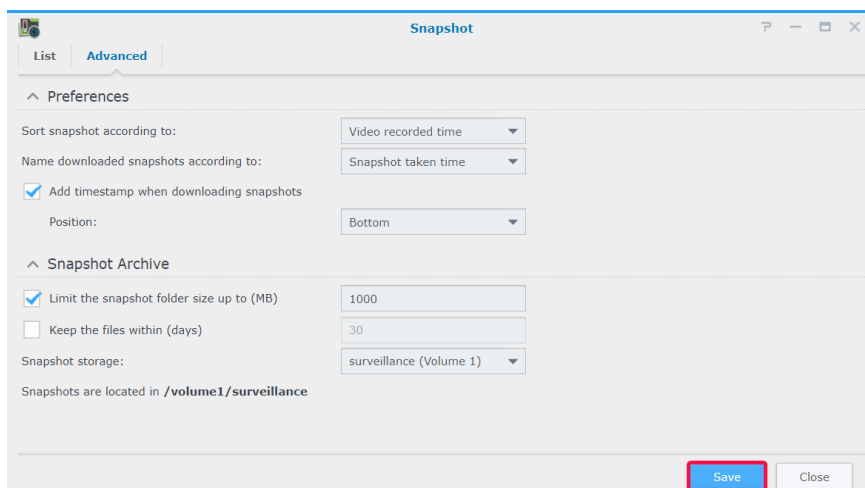 Snapshot
List Advanced
Preferences
Sort snapshot according to: Video recorded time
Name downloaded snapshots according to: Snapshot taken time
Add timestamp when downloading snapshots
Position: Bottom
Snapshot Archive
Limit the snapshot folder size up to (MB) 1000
Keep the files within (days) 30
Snapshot storage: surveillance (Volume 1)
Snapshots are located in /volume1/surveillance
Save Close